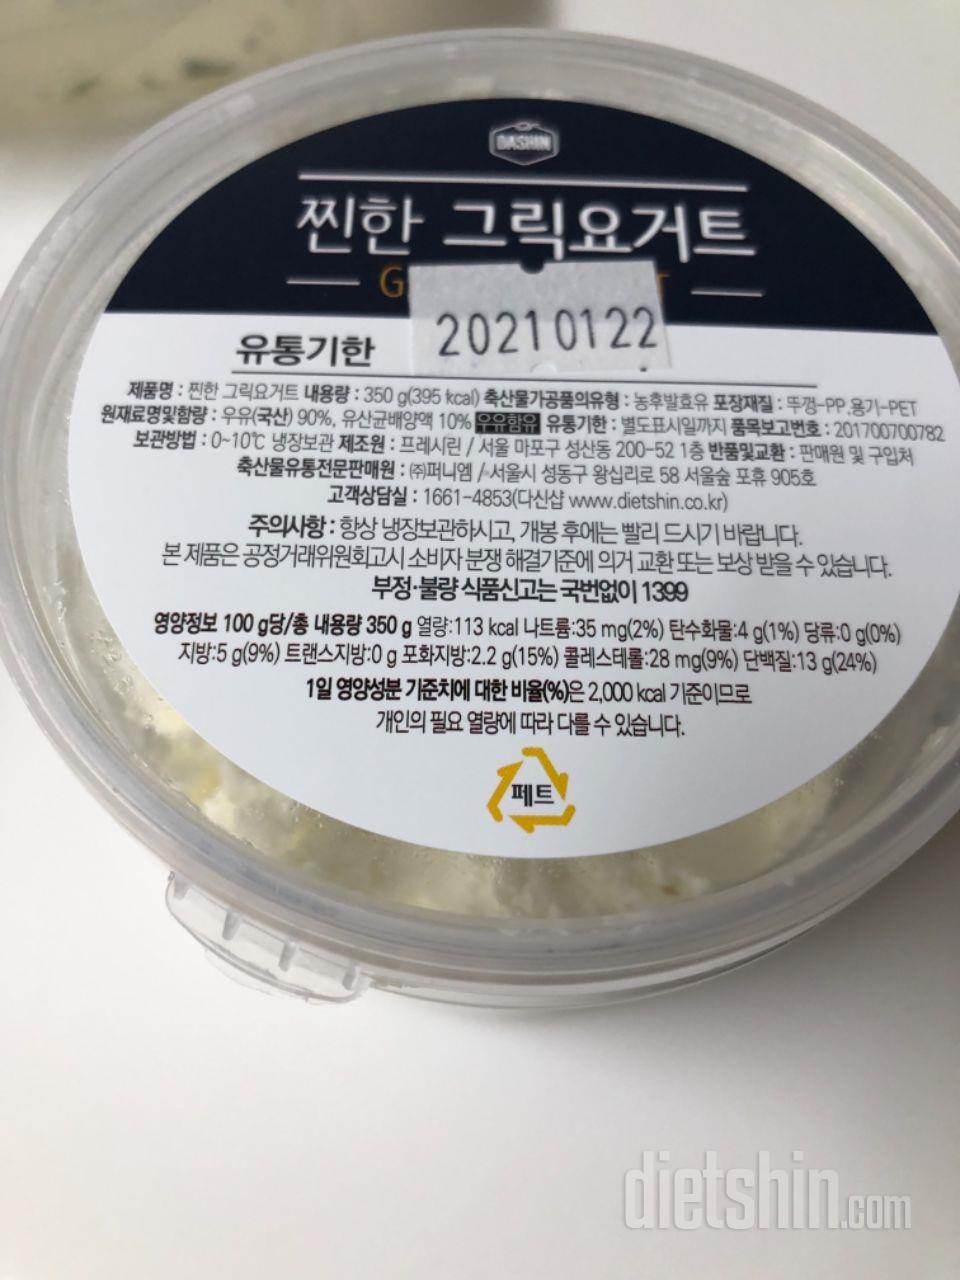 DASHIN
찐한 그릭요거트
20210122
유통기한
제품명 : 찐한 그릭요거트 내용량 : 350 g(395 kcal) 축산물가공품의유형 : 농후발효유 포장재질 : 뚜껑-PP, 용기-PET
원재료명및함량 : 우유(국산) 90%, 유산균배양액 10% 우유함유 유통기한 : 별도표시일까지 품목보고번호 : 201700700782
보관방법 : 0~10℃ 냉장보관 제조원 : 프레시린 / 서울 마포구 성산동 200-52 1층 반품및교환 : 판매원 및 구입처
축산물유통전문판매원 : ㈜퍼니엠 / 서울시 성동구 왕십리로 58 서울숲 포휴 905호
고객상담실 : 1661-4853(다신샵 www.dietshin.co.kr)
주의사항 : 항상 냉장보관하시고, 개봉 후에는 빨리 드시기 바랍니다.
본 제품은 공정거래위원회고시 소비자 분쟁 해결기준에 의거 교환 또는 보상 받을 수 있습니다.
부정·불량 식품신고는 국번없이 1399
영양정보 100 g당/총 내용량 350 g 열량:113 kcal 나트륨:35 mg(2%) 탄수화물:4 g(1%) 당류:0 g(0%)
지방:5 g(9%) 트랜스지방:0 g 포화지방:2.2 g(15%) 콜레스테롤:28 mg(9%) 단백질:13 g(24%)
1일 영양성분 기준치에 대한 비율(%)은 2,000 kcal 기준이므로
개인의 필요 열량에 따라 다를 수 있습니다.
페트
dietshin.com